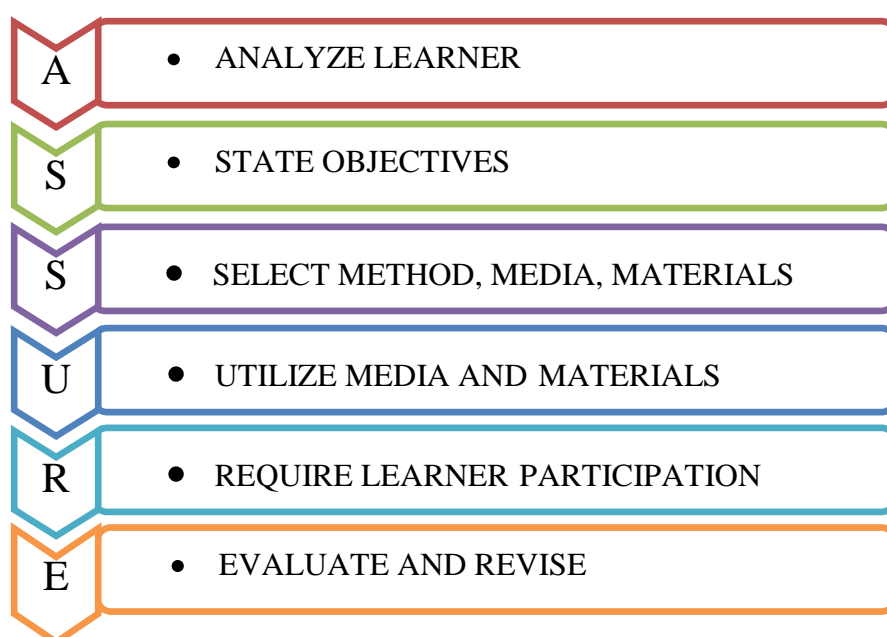 A
• ANALYZE LEARNER
S
• STATE OBJECTIVES
S
• SELECT METHOD, MEDIA, MATERIALS
U
• UTILIZE MEDIA AND MATERIALS
R
• REQUIRE LEARNER PARTICIPATION
E
• EVALUATE AND REVISE